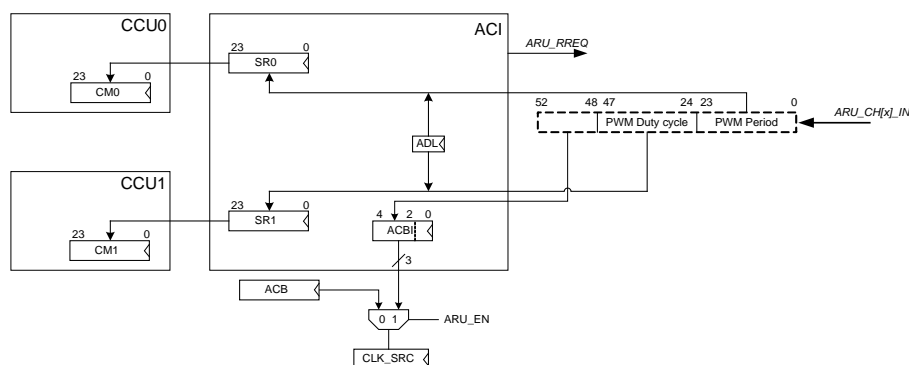 CCU0
ACI
23 0
23 0
SR0
CM0
ARU_RREQ
52 48 47 24 23 0
PWM Duty cycle PWM Period
ARU_CH[x]_IN
ADL
CCU1
23 0
23 0
SR1
CM1
4 2 0
ACBI
3
ACB
0 1
ARU_EN
CLK_SRC